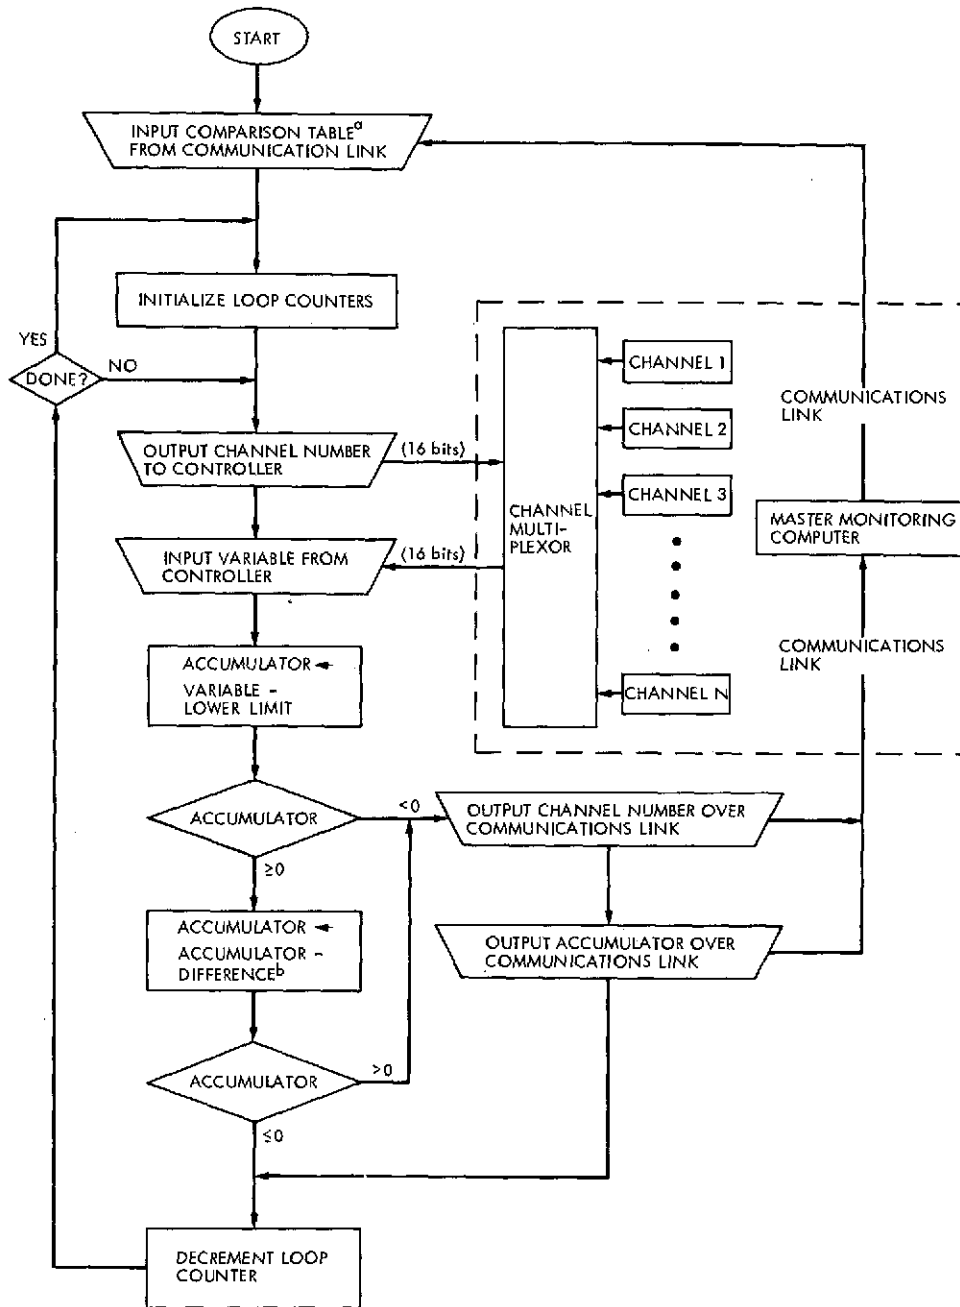 START
INPUT COMPARISON TABLEa
FROM COMMUNICATION LINK
INITIALIZE LOOP COUNTERS
YES
DONE?
NO
OUTPUT CHANNEL NUMBER
TO CONTROLLER
(16 bits)
INPUT VARIABLE FROM
CONTROLLER
(16 bits)
CHANNEL
MULTI-
PLEXOR
CHANNEL 1
CHANNEL 2
CHANNEL 3
CHANNEL N
COMMUNICATIONS
LINK
MASTER MONITORING
COMPUTER
COMMUNICATIONS
LINK
ACCUMULATOR ←
VARIABLE -
LOWER LIMIT
ACCUMULATOR
<0
≥0
OUTPUT CHANNEL NUMBER OVER
COMMUNICATIONS LINK
ACCUMULATOR ←
ACCUMULATOR -
DIFFERENCEb
OUTPUT ACCUMULATOR OVER
COMMUNICATIONS LINK
ACCUMULATOR
>0
≤0
DECREMENT LOOP
COUNTER